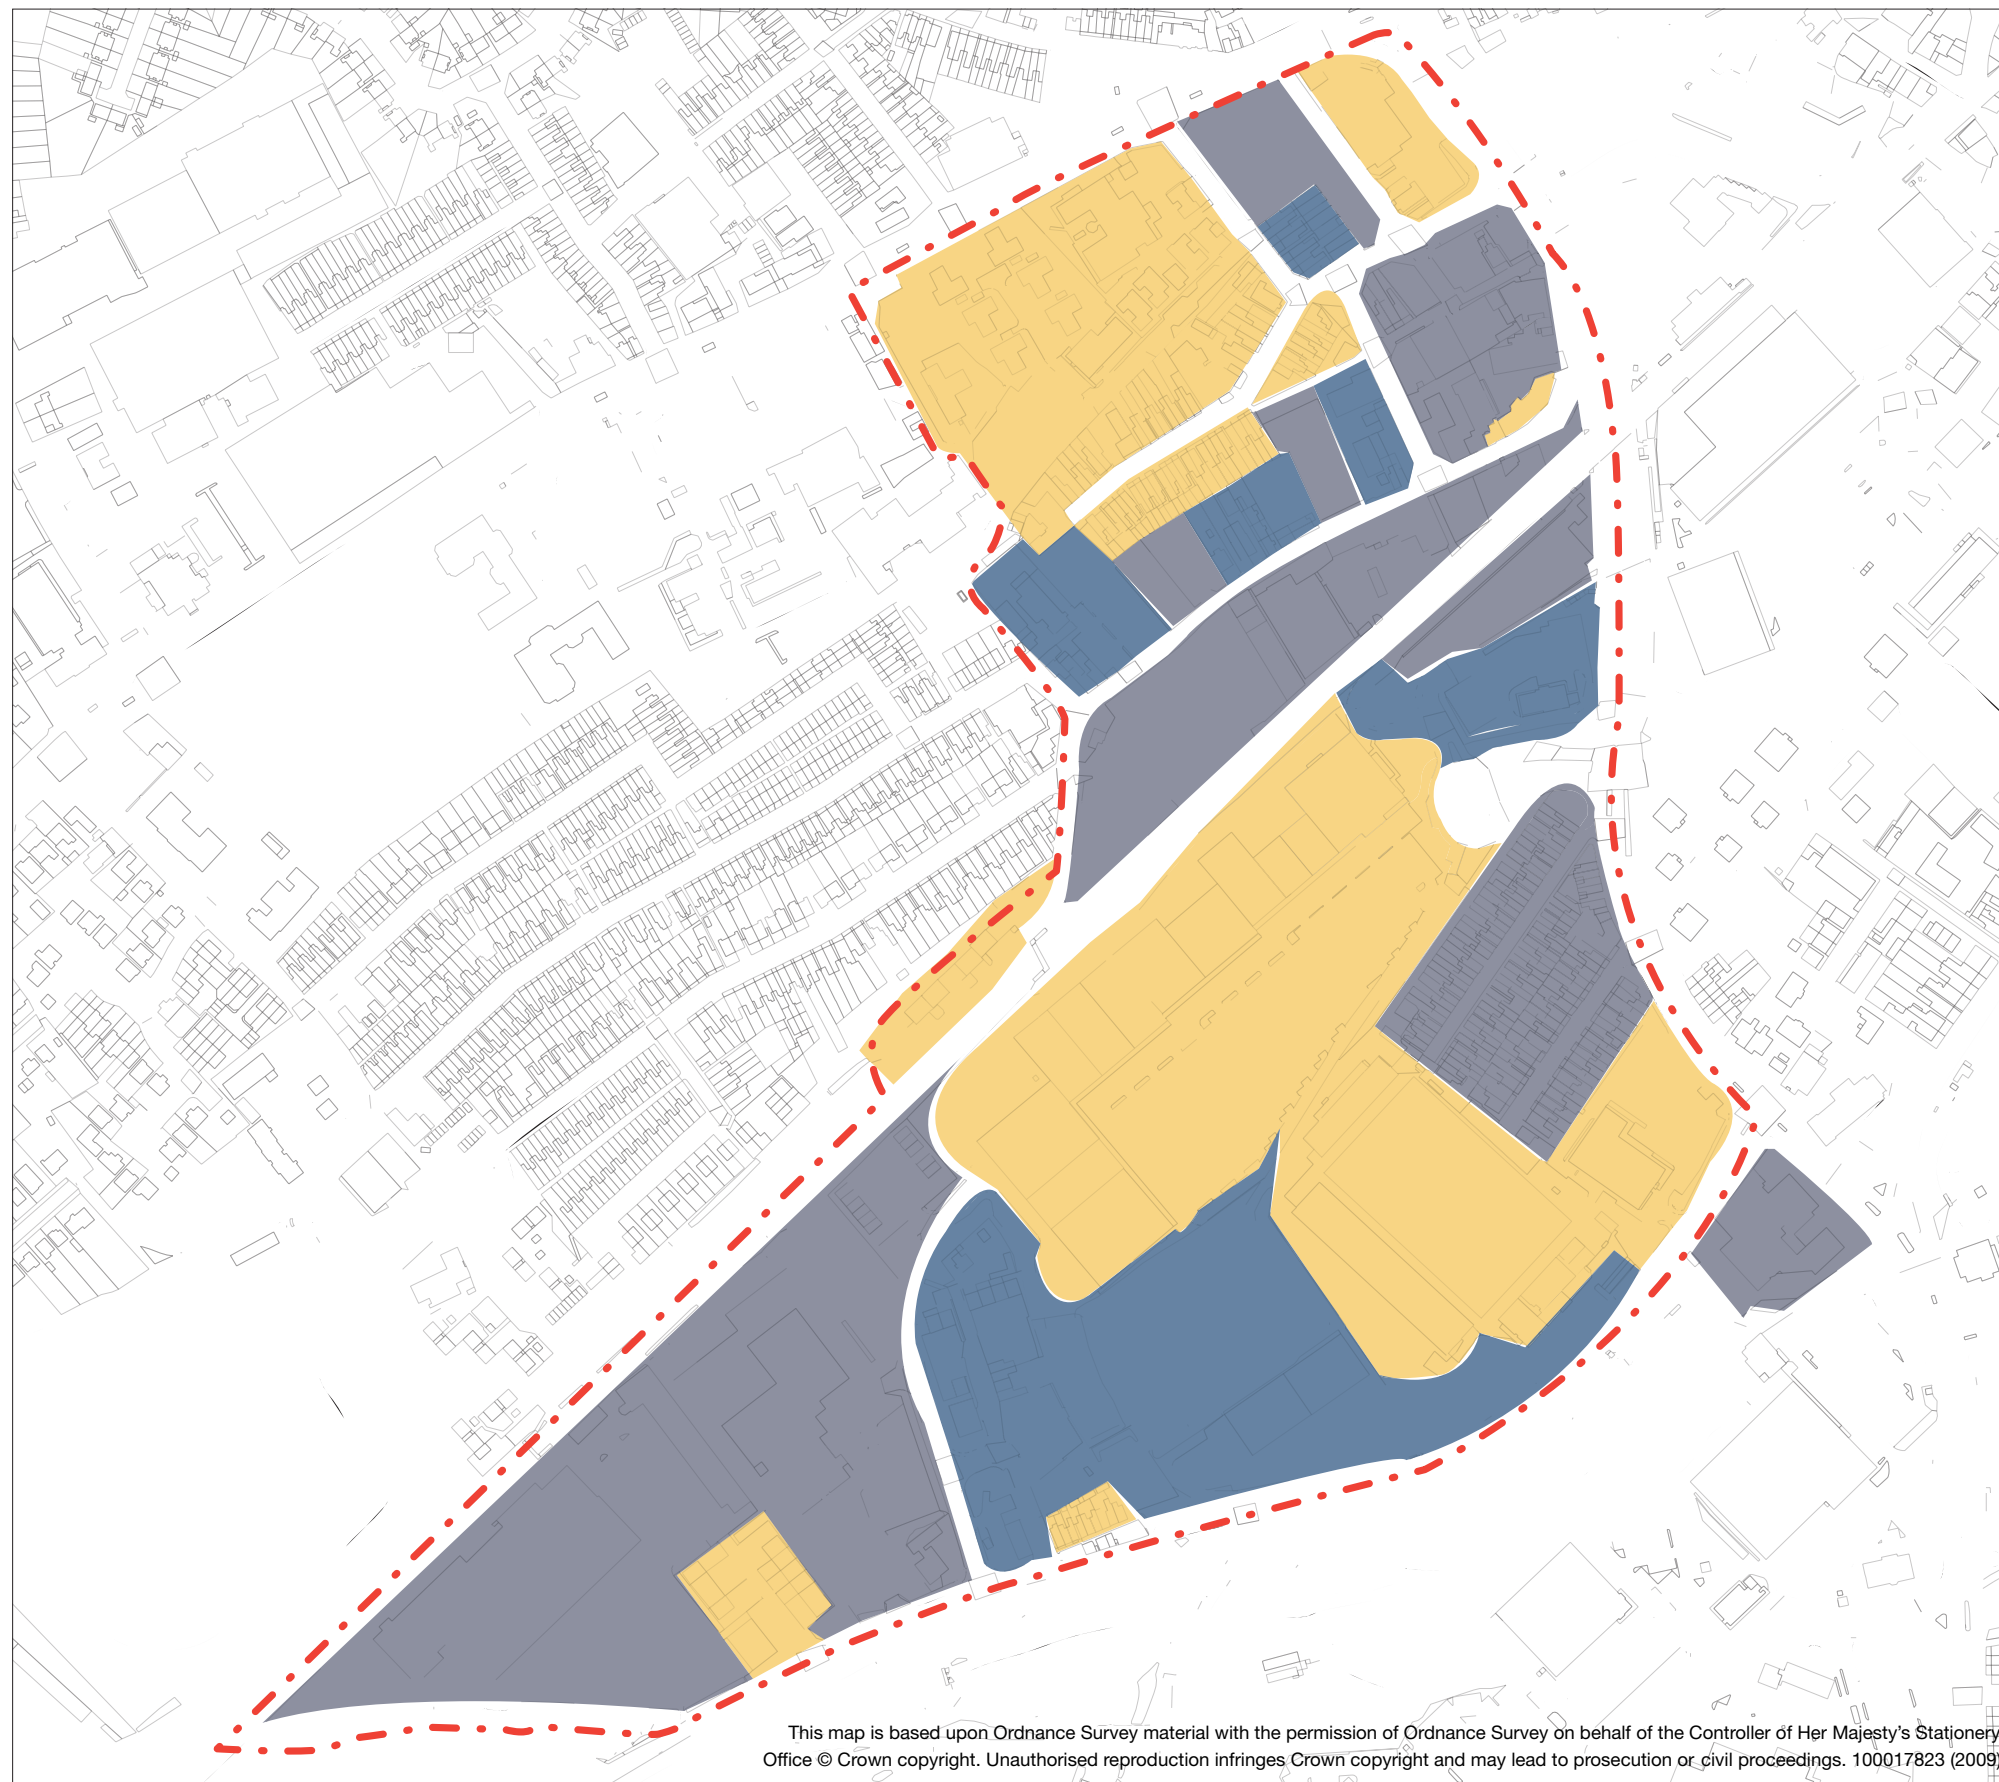 This map is based upon Ordnance Survey material with the permission of Ordnance Survey on behalf of the Controller of Her Majesty’s Stationery
Office © Crown copyright. Unauthorised reproduction infringes Crown copyright and may lead to prosecution or civil proceedings. 100017823 (2009)